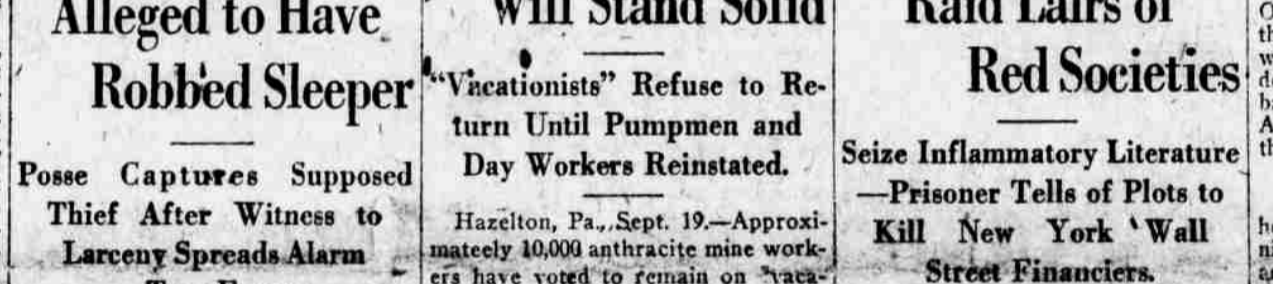 Alleged to Have
Robbed Sleeper
Posse Captures Supposed
Thief After Witness to
Larceny Spreads Alarm
Will Stand Solid
"Vacationists" Refuse to Re-
turn Until Pumpmen and
Day Workers Reinstated.
Hazelton, Pa., Sept. 19.—Approxi-
mateely 10,000 anthracite mine work-
ers have voted to remain on "vaca-
Raid Lairs of
Red Societies
Seize Inflammatory Literature
—Prisoner Tells of Plots to
Kill New York Wall
Street Financiers.